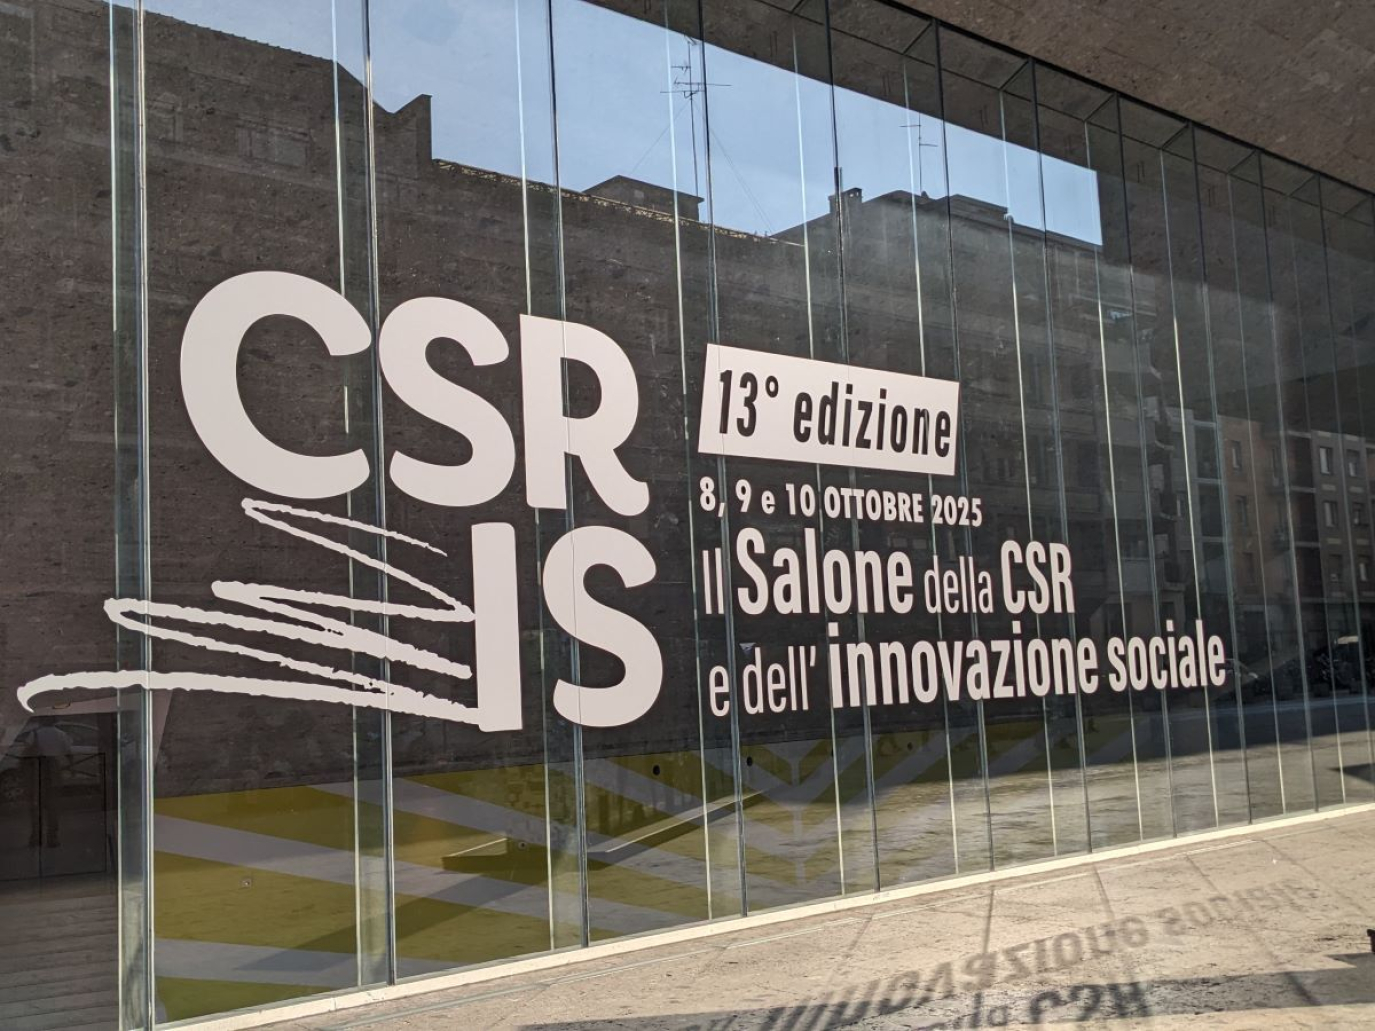 CSR
IS
13° edizione
8, 9 e 10 OTTOBRE 2025
Il Salone della CSR
e dell' innovazione sociale